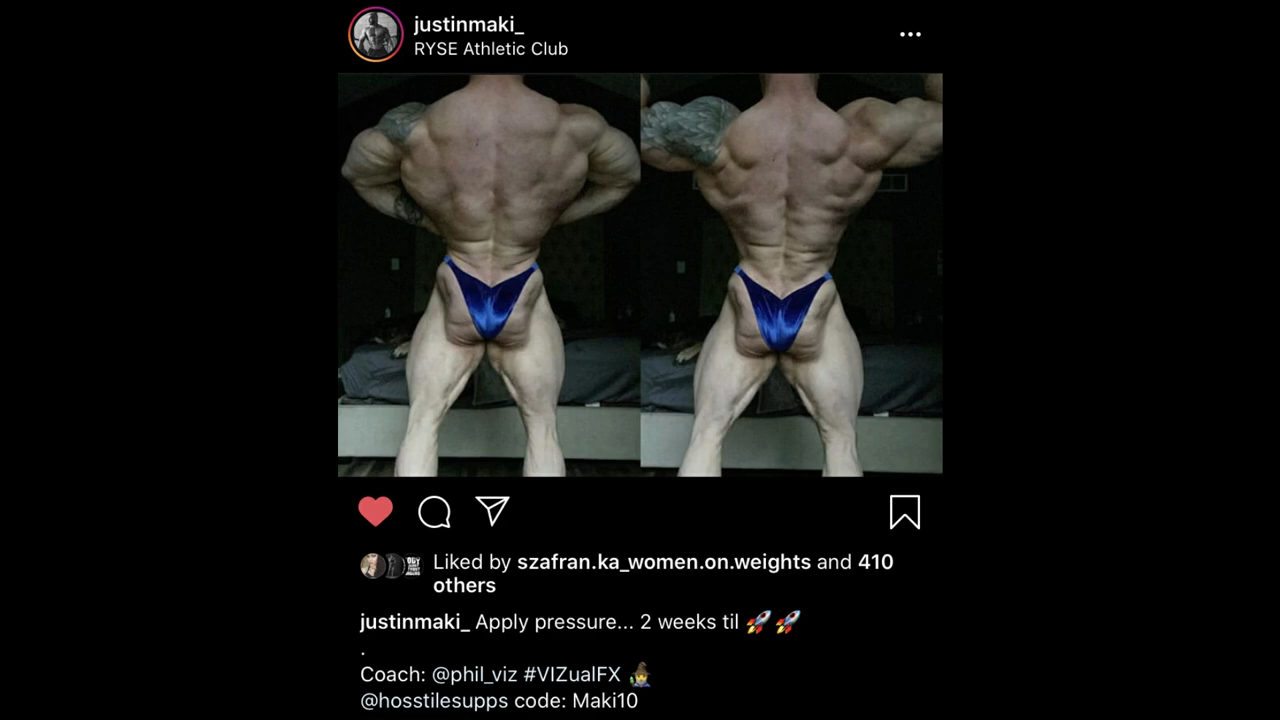 justinmaki_
RYSE Athletic Club
Liked by szafran.ka_women.on.weights and 410
others
justinmaki_ Apply pressure... 2 weeks til 🚀 🚀
.
Coach: @phil_viz #VIZualFX 🧙‍♂️
@hosstilesupps code: Maki10